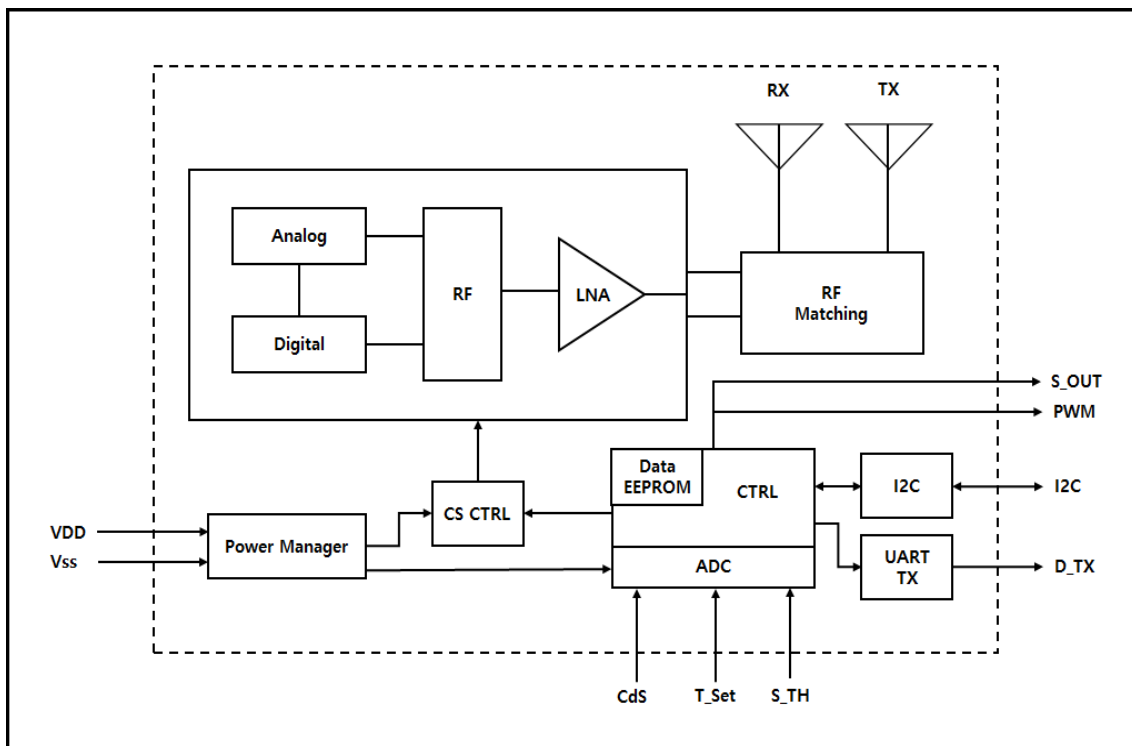 RX
TX
Analog
RF
LNA
Digital
RF
Matching
S_OUT
PWM
Data
EEPROM
CTRL
I2C
I2C
CS CTRL
VDD
Vss
Power Manager
ADC
UART
TX
D_TX
CdS
T_Set
S_TH